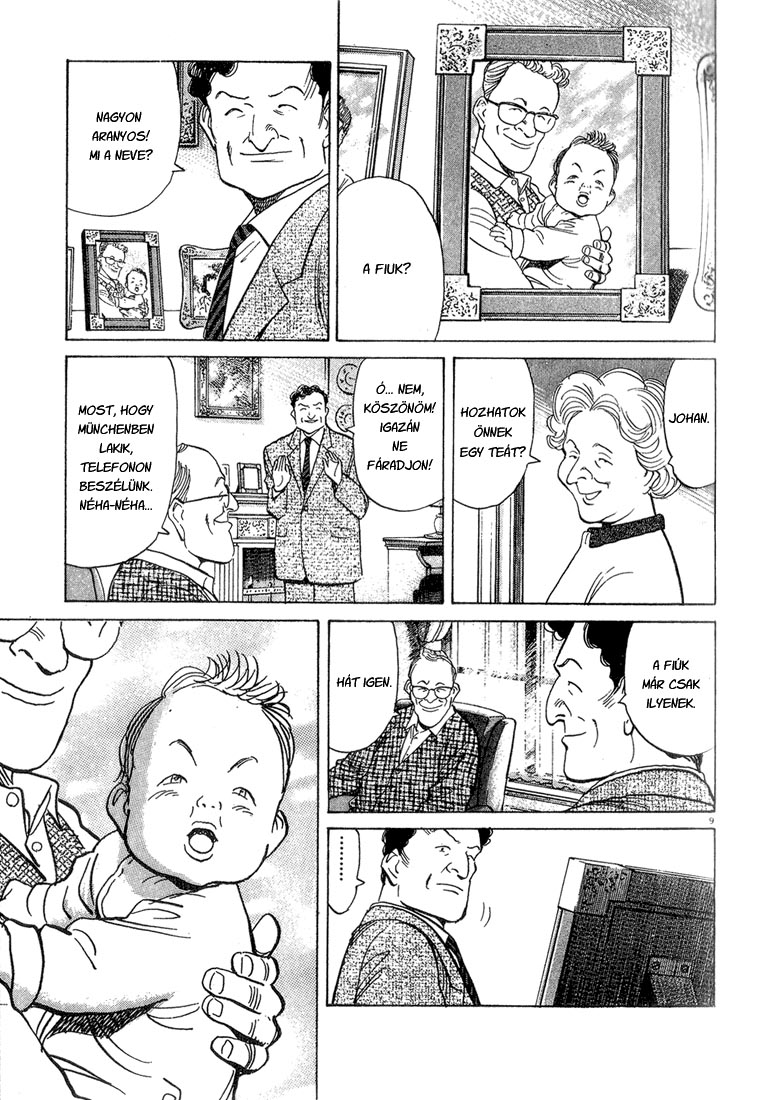 A FIUK?
NAGYON
ARANYOS!
MI A NEVE?
JOHAN.
HOZHATOK
ÖNNEK
EGY TEÁT?
Ó... NEM,
KÖSZÖNÖM!
IGAZÁN
NE
FÁRADJON!
MOST, HOGY
MÜNCHENBEN
LAKIK,
TELEFONON
BESZÉLÜNK.
NÉHA-NÉHA...
A FIÚK
MÁR CSAK
ILYENEK.
HÁT IGEN.
9
.........